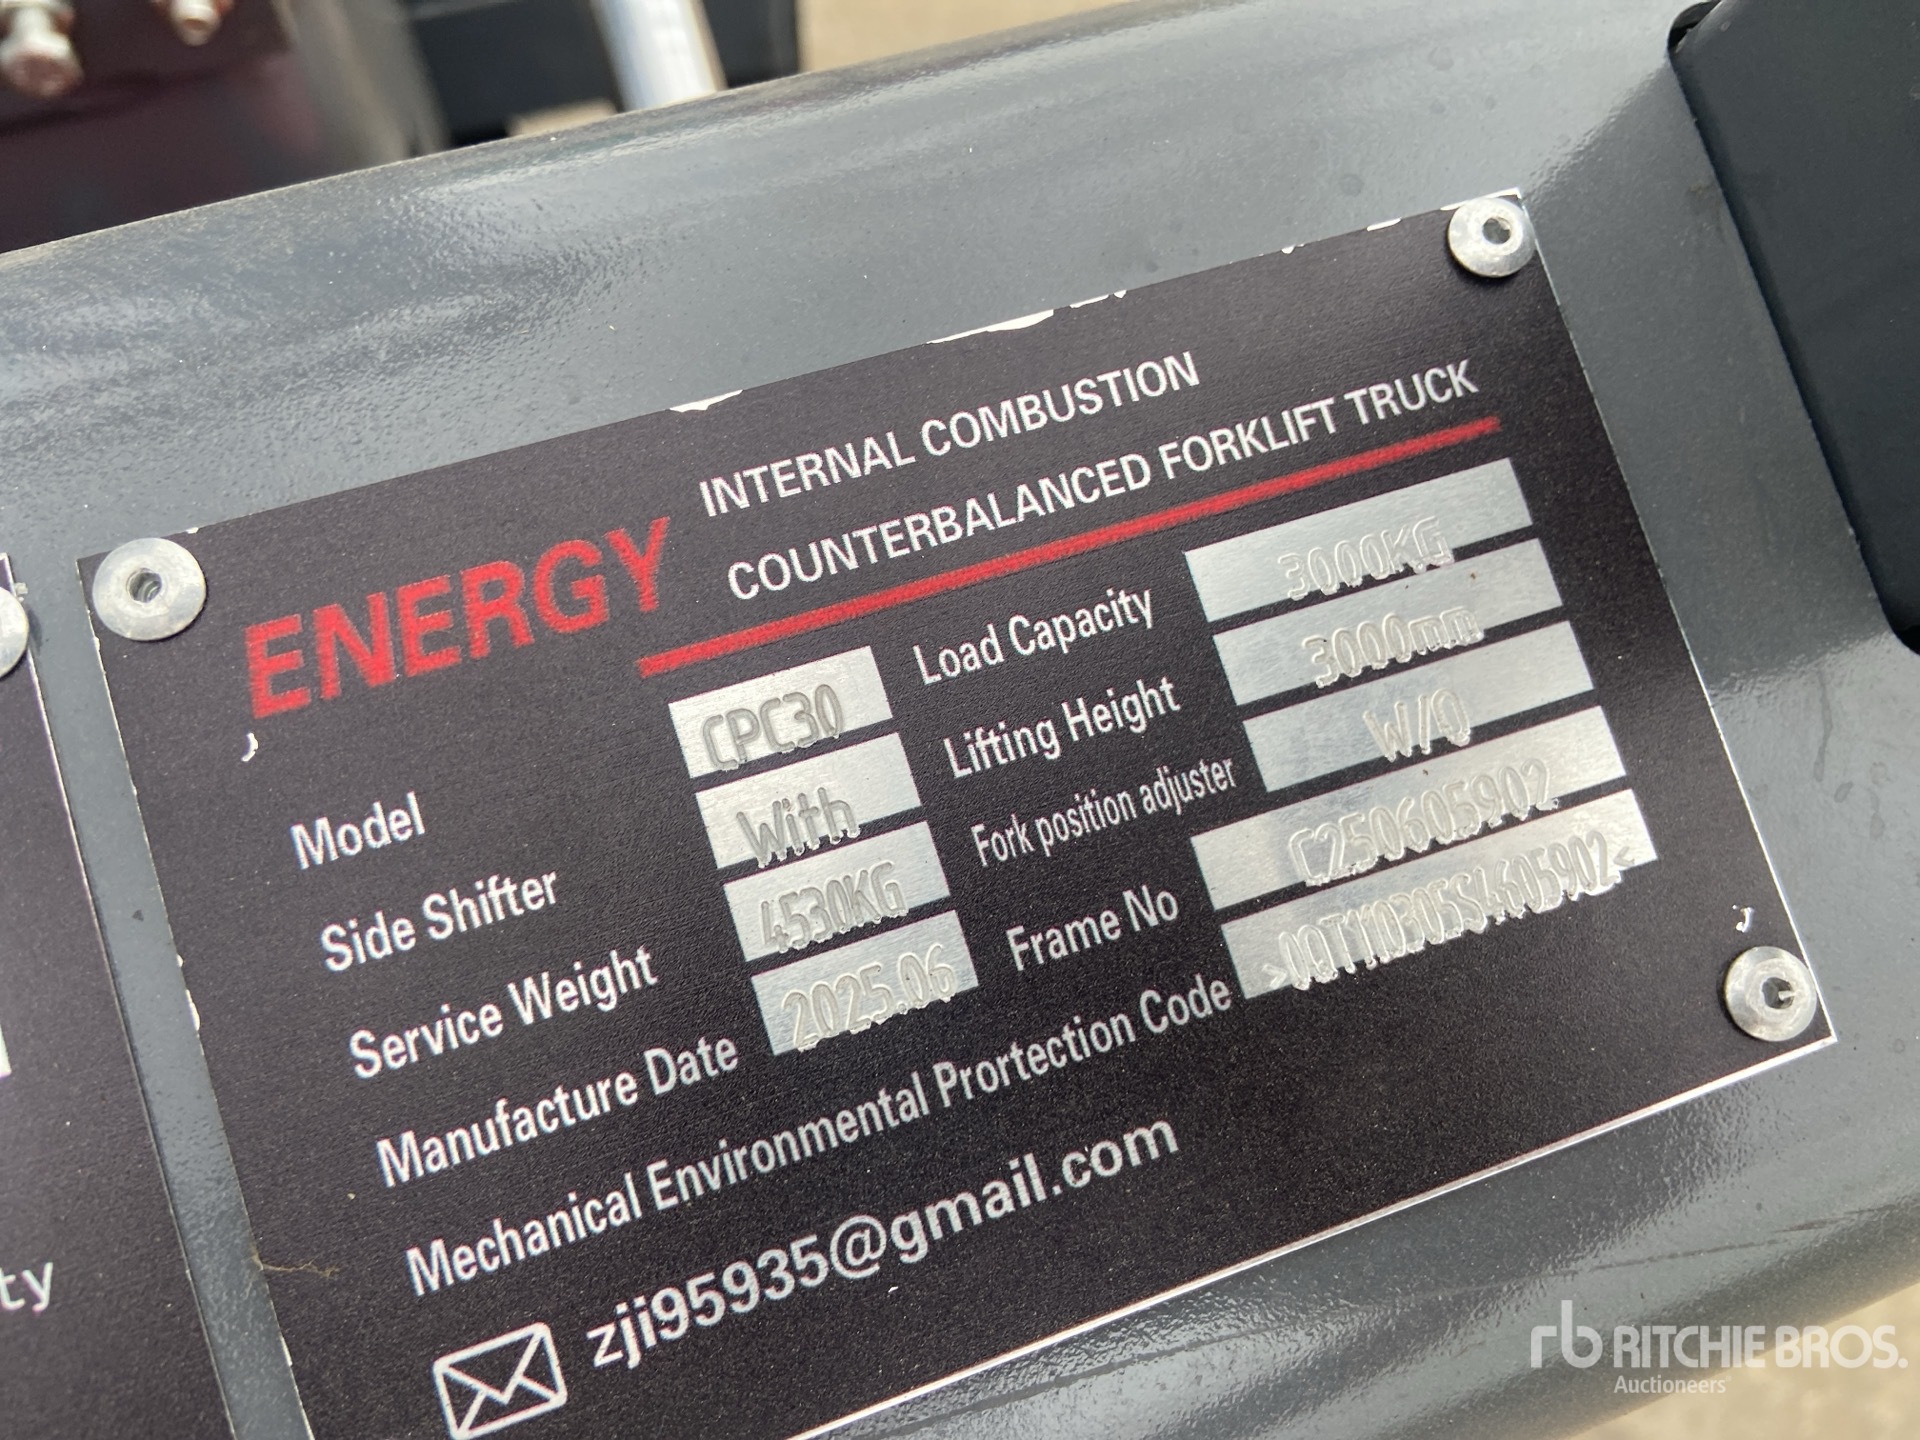 ENERGY
INTERNAL COMBUSTION
COUNTERBALANCED FORKLIFT TRUCK
Model CPC30
Load Capacity 3000KG
Side Shifter With
Lifting Height 3000mm
Service Weight 4530KG
Fork position adjuster W/O
Manufacture Date 2025.06
Frame No C250605902
Mechanical Environmental Prortection Code
zji95935@gmail.com
ty
rb RITCHIE BROS.
Auctioneers